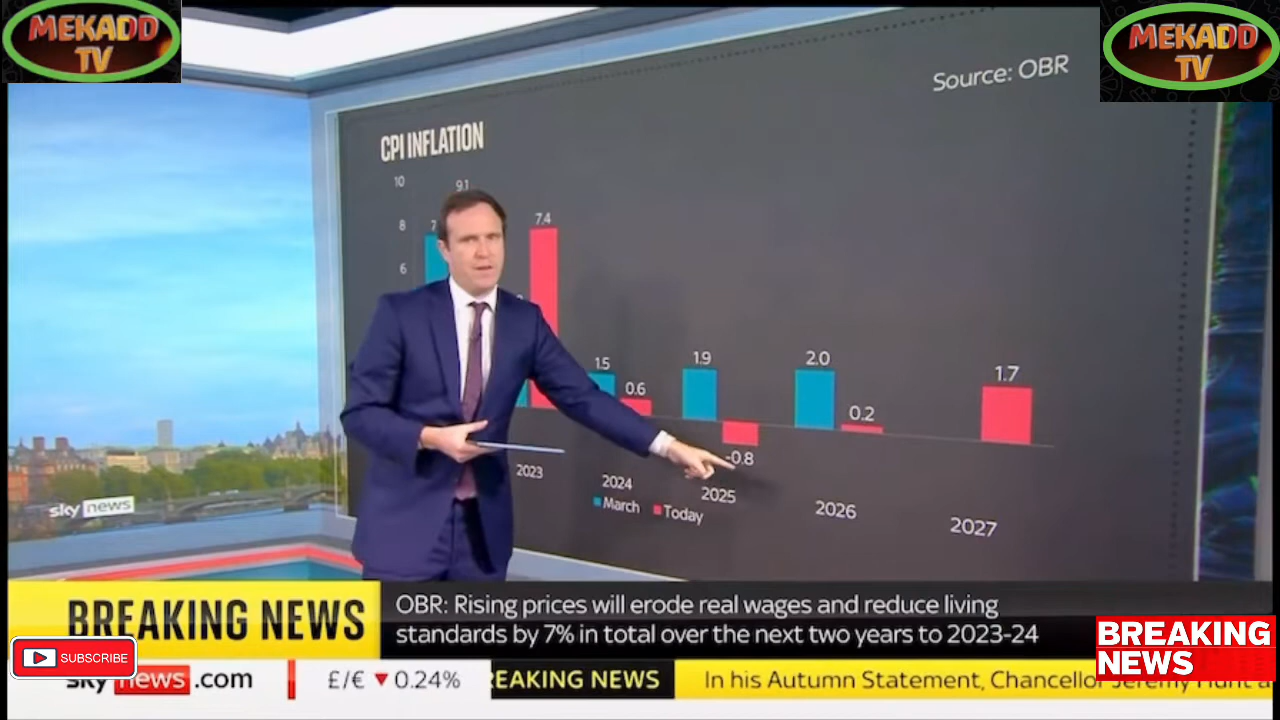 MEKADD
TV
MEKADD
TV
Source: OBR
CPI INFLATION
10
9.1
8
7.4
6
1.5
0.6
1.9
-0.8
2.0
0.2
1.7
2023
2024
2025
2026
2027
March
Today
sky news
BREAKING NEWS
OBR: Rising prices will erode real wages and reduce living
standards by 7% in total over the next two years to 2023-24
BREAKING
NEWS
SUBSCRIBE
sky news.com
£/€ ▼ 0.24%
BREAKING NEWS
In his Autumn Statement, Chancellor Jeremy Hunt a